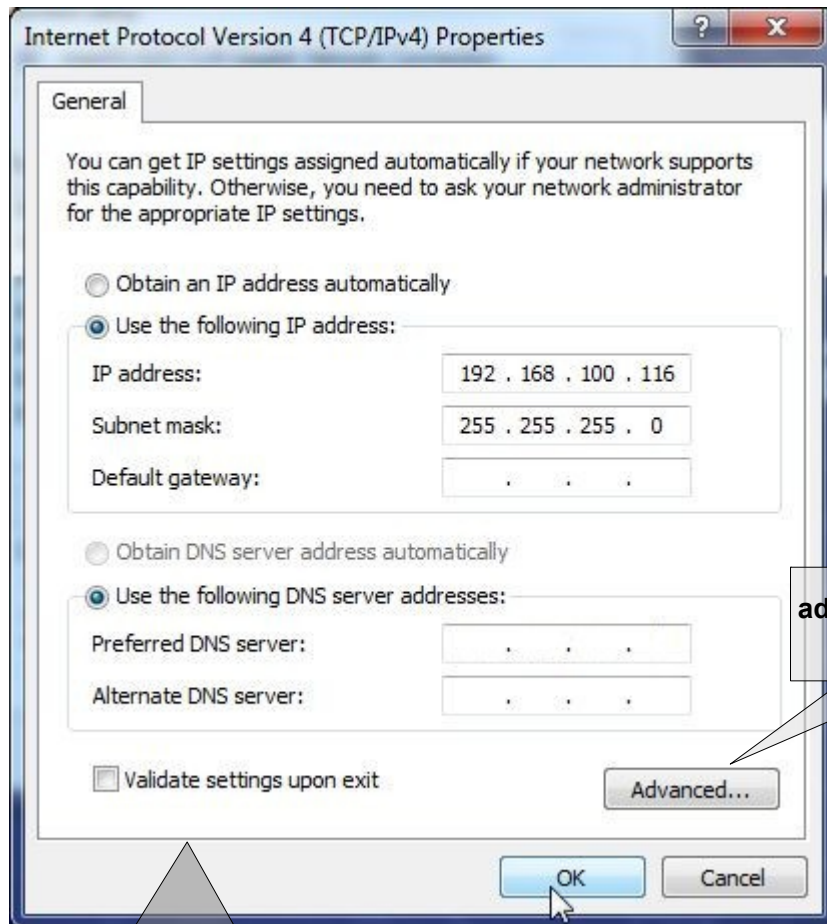 Internet Protocol Version 4 (TCP/IPv4) Properties
General
You can get IP settings assigned automatically if your network supports
this capability. Otherwise, you need to ask your network administrator
for the appropriate IP settings.
Obtain an IP address automatically
Use the following IP address:
IP address: 192 . 168 . 100 . 116
Subnet mask: 255 . 255 . 255 . 0
Default gateway: . . .
Obtain DNS server address automatically
Use the following DNS server addresses:
Preferred DNS server: . . .
Alternate DNS server: . . .
Validate settings upon exit
Advanced...
OK Cancel